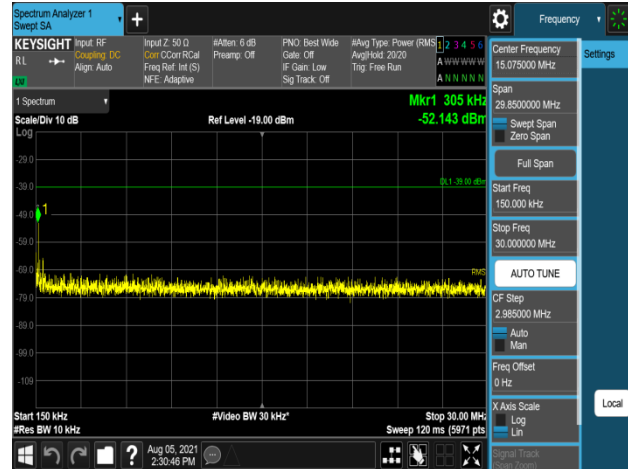 Spectrum Analyzer 1
Swept SA
+
Frequency
KEYSIGHT
RL
LW
Input: RF
Coupling: DC
Align: Auto
Input Z: 50 Ω
Corr CCorr RCal
Freq Ref: Int (S)
NFE: Adaptive
#Atten: 6 dB
Preamp: Off
PNO: Best Wide
Gate: Off
IF Gain: Low
Sig Track: Off
#Avg Type: Power (RMS
Avg|Hold: 20/20
Trig: Free Run
1 2 3 4 5 6
A W W W W W
A N N N N N
1 Spectrum
Scale/Div 10 dB
Ref Level -19.00 dBm
Mkr1 305 kHz
-52.143 dBm
Log
-29.0
-39.0
-49.0
-59.0
-69.0
-79.0
-89.0
-99.0
-109
DL1 -39.00 dBm
1
RMS
Start 150 kHz
#Res BW 10 kHz
#Video BW 30 kHz*
Stop 30.00 MHz
Sweep 120 ms (5971 pts
?
Aug 05, 2021
2:30:46 PM
Center Frequency
15.075000 MHz
Span
29.8500000 MHz
Swept Span
Zero Span
Full Span
Start Freq
150.000 kHz
Stop Freq
30.000000 MHz
AUTO TUNE
CF Step
2.985000 MHz
Auto
Man
Freq Offset
0 Hz
X Axis Scale
Log
Lin
Signal Track
(Span Zoom)
Settings
Local